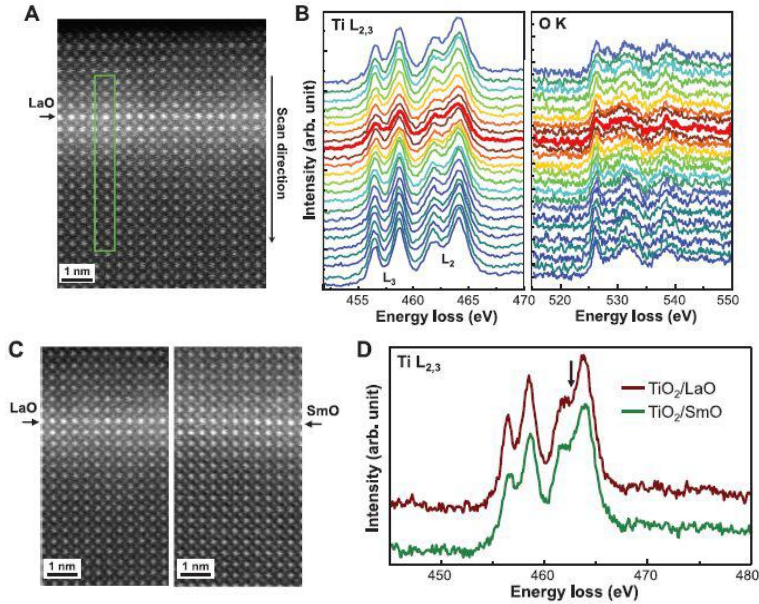 A
LaO
Scan direction
1 nm
B
Ti L2,3
L3
L2
455 460 465 470
Energy loss (eV)
Intensity (arb. unit)
O K
520 530 540 550
Energy loss (eV)
C
LaO
1 nm
SmO
1 nm
D
Ti L2,3
TiO2/LaO
TiO2/SmO
Intensity (arb. unit)
450 460 470 480
Energy loss (eV)